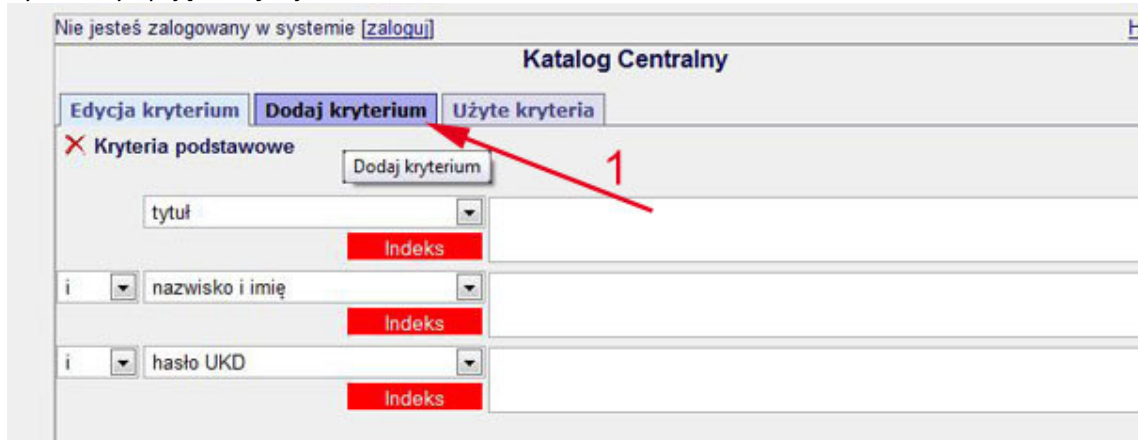 Nie jesteś zalogowany w systemie [zaloguj]
Katalog Centralny
Edycja kryterium Dodaj kryterium Użyte kryteria
Kryteria podstawowe
Dodaj kryterium
1
tytuł
Indeks
i nazwisko i imię
Indeks
i hasło UKD
Indeks